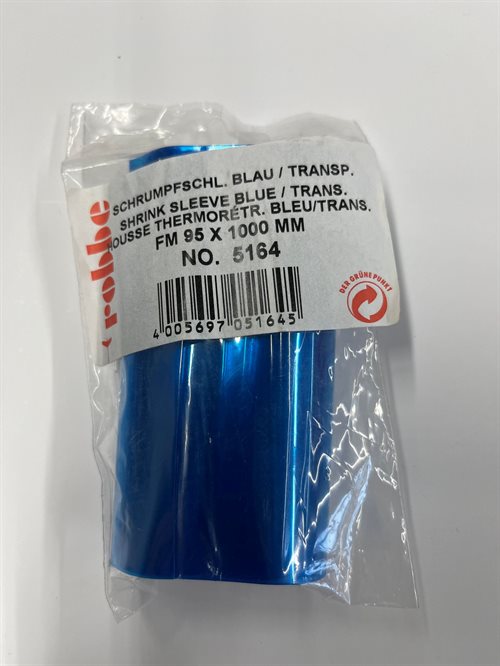 robbe
SCHRUMPFSCHL. BLAU / TRANSP.
SHRINK SLEEVE BLUE / TRANS.
HOUSSE THERMORÉTR. BLEU/TRANS.
FM 95 X 1000 MM
NO. 5164
4 005697 051645
DER GRÜNE PUNKT